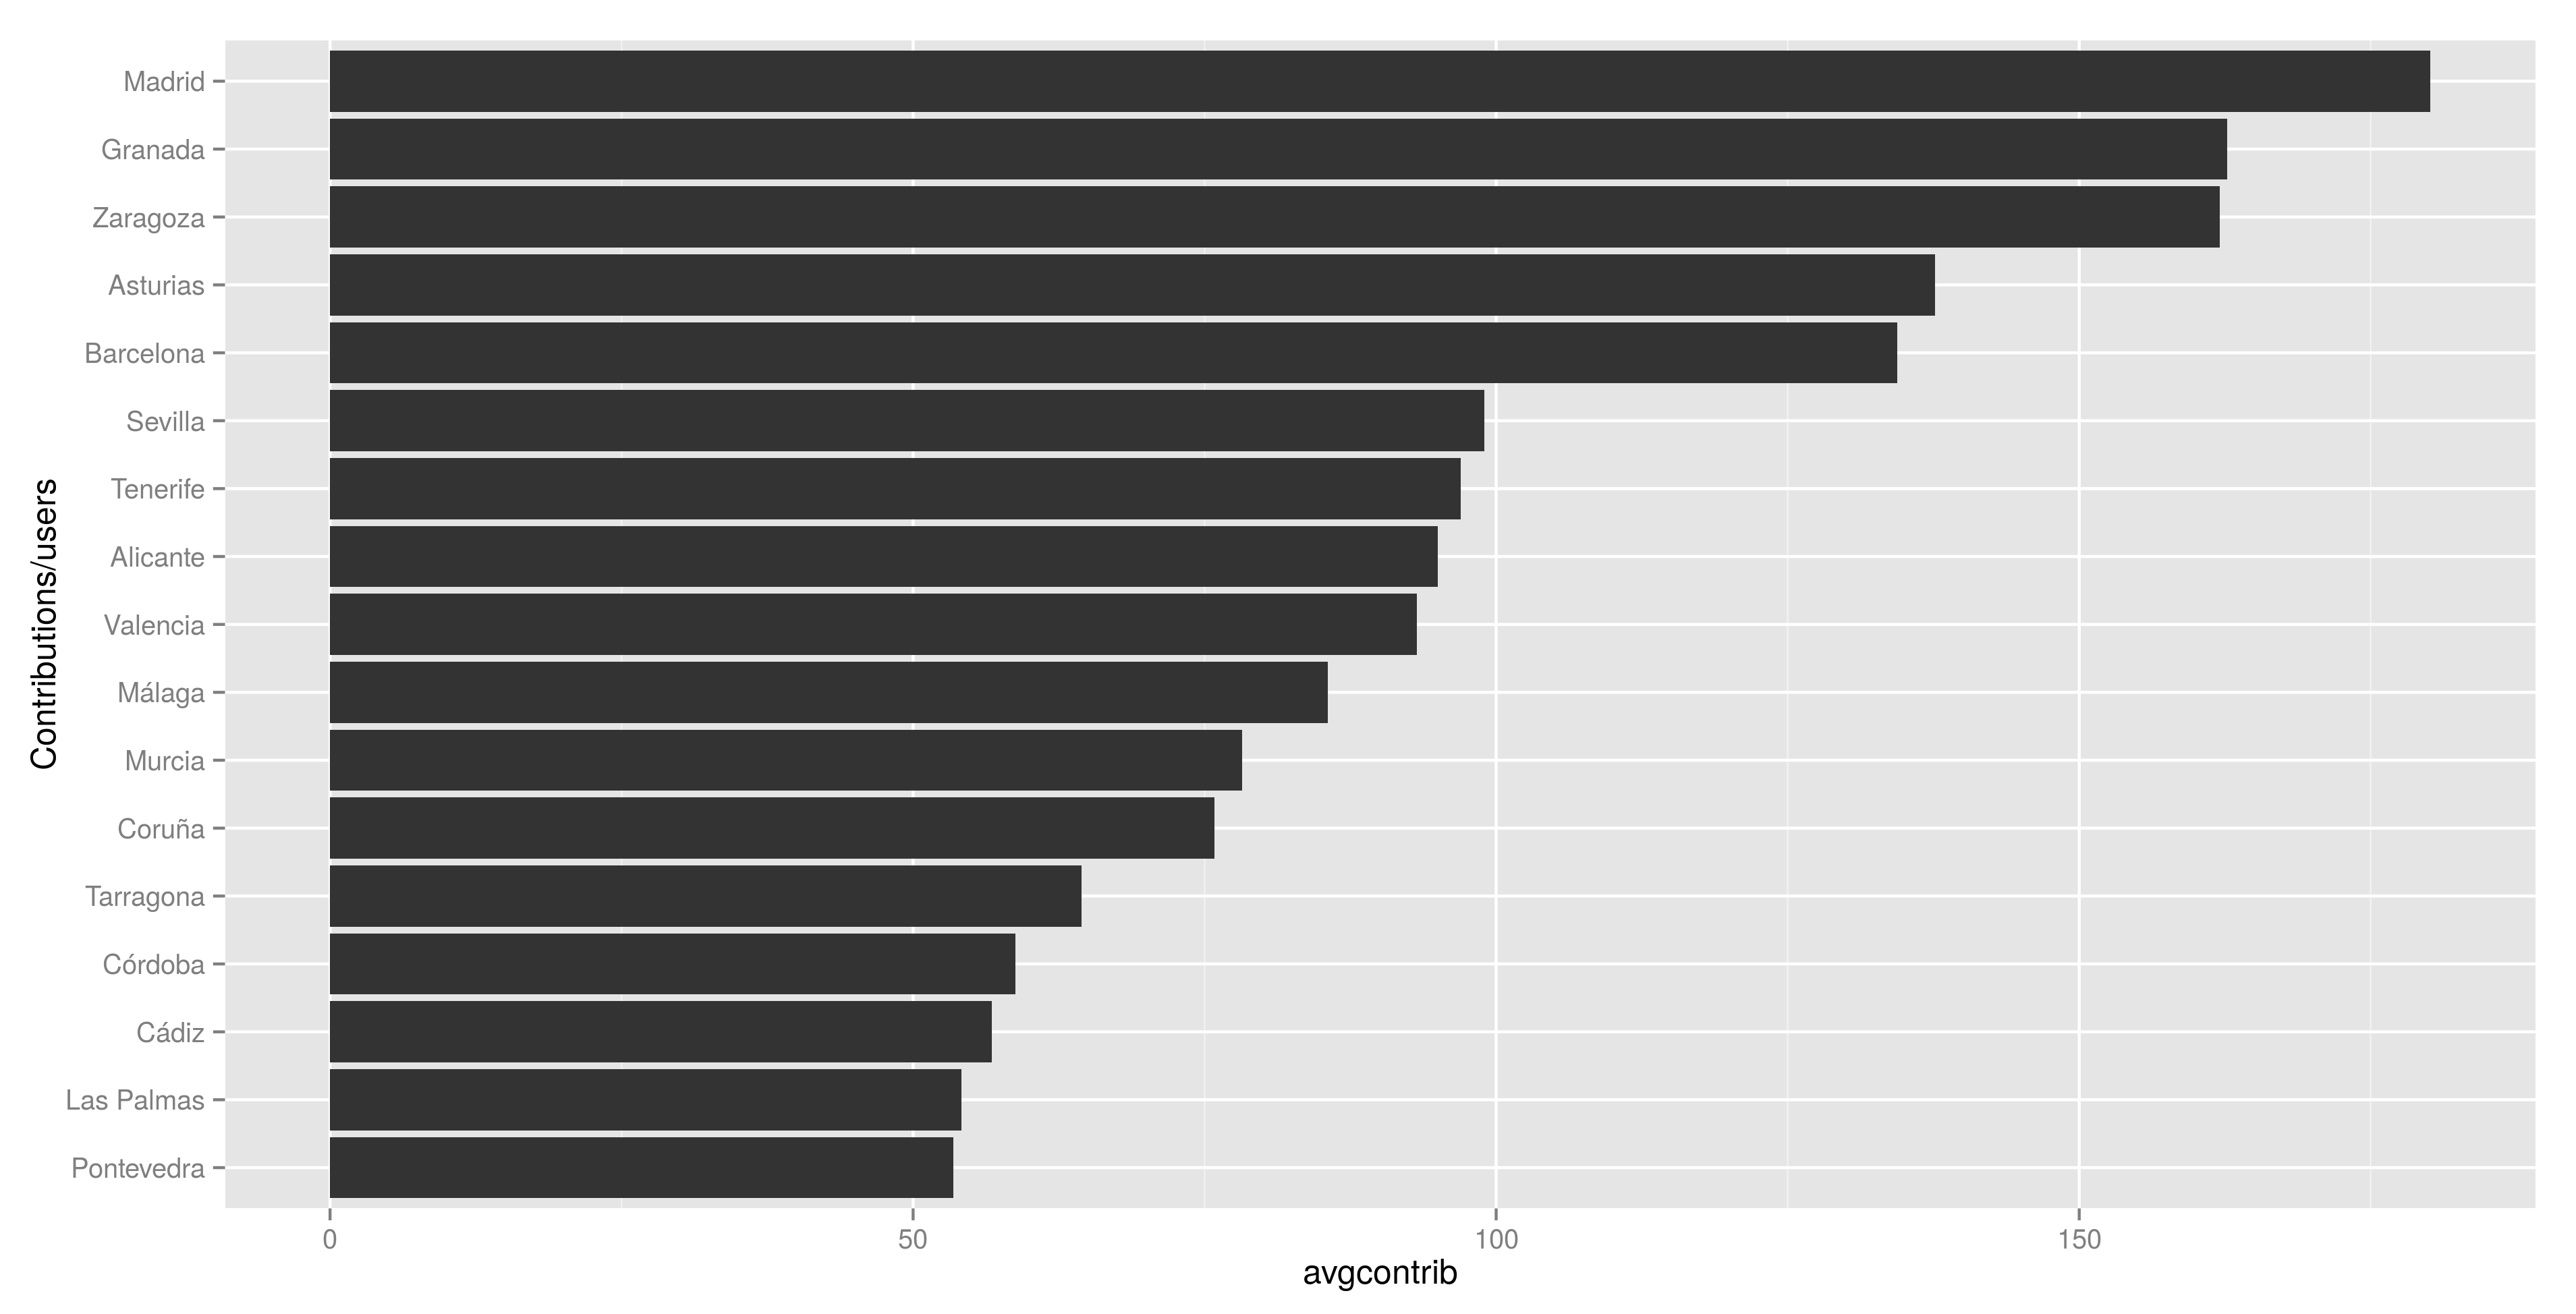 Contributions/users
Madrid
Granada
Zaragoza
Asturias
Barcelona
Sevilla
Tenerife
Alicante
Valencia
Málaga
Murcia
Coruña
Tarragona
Córdoba
Cádiz
Las Palmas
Pontevedra
0 50 100 150
avgcontrib